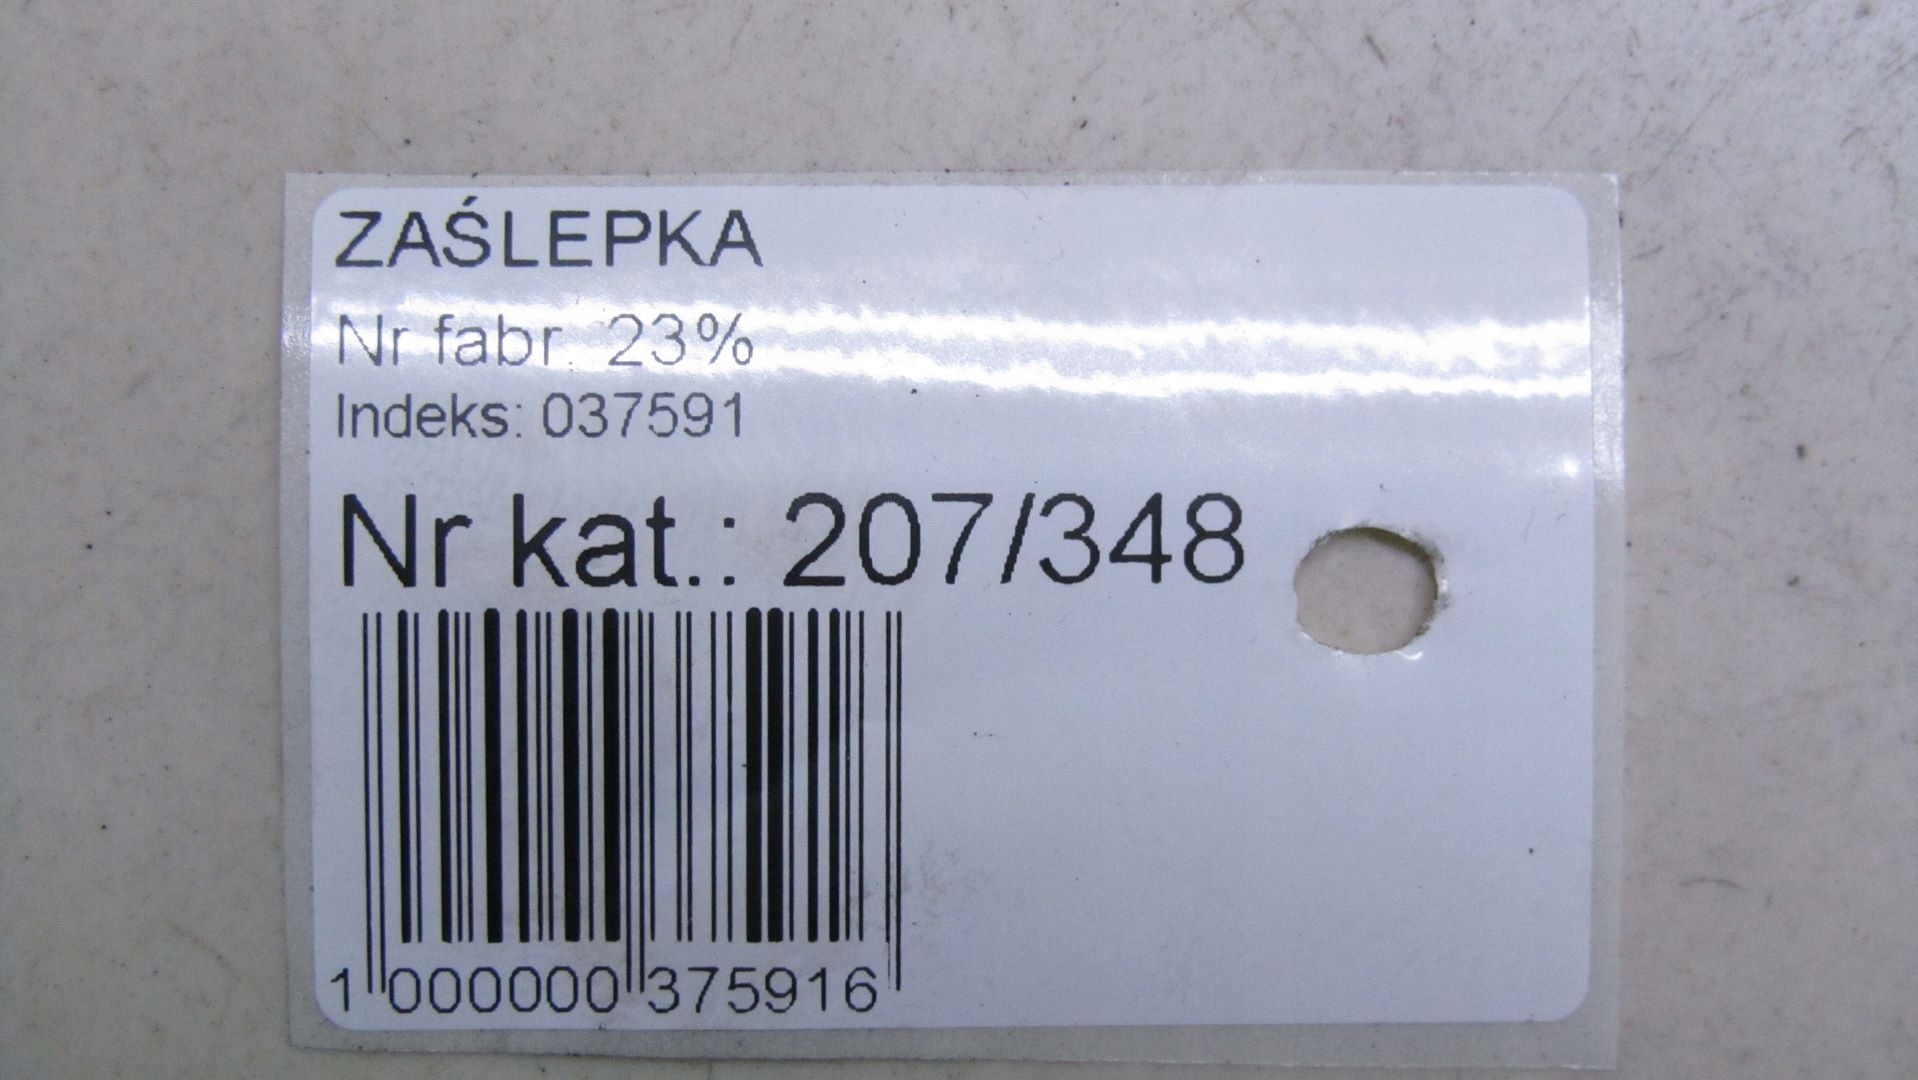 ZAŚLEPKA
Nr fabr. 23%
Indeks: 037591
Nr kat.: 207/348
1 000000 375916